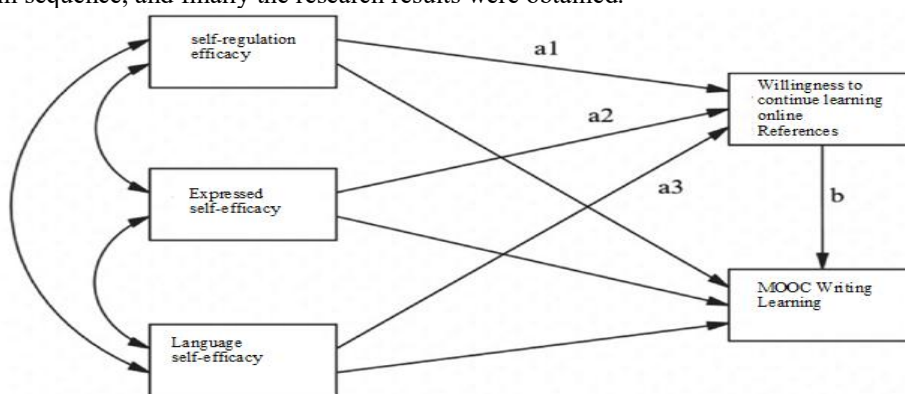 in sequence, and finally the research results were obtained.
self-regulation
efficacy
a1
Willingness to
continue learning
online
References
a2
Expressed
self-efficacy
a3
b
MOOC Writing
Learning
Language
self-efficacy